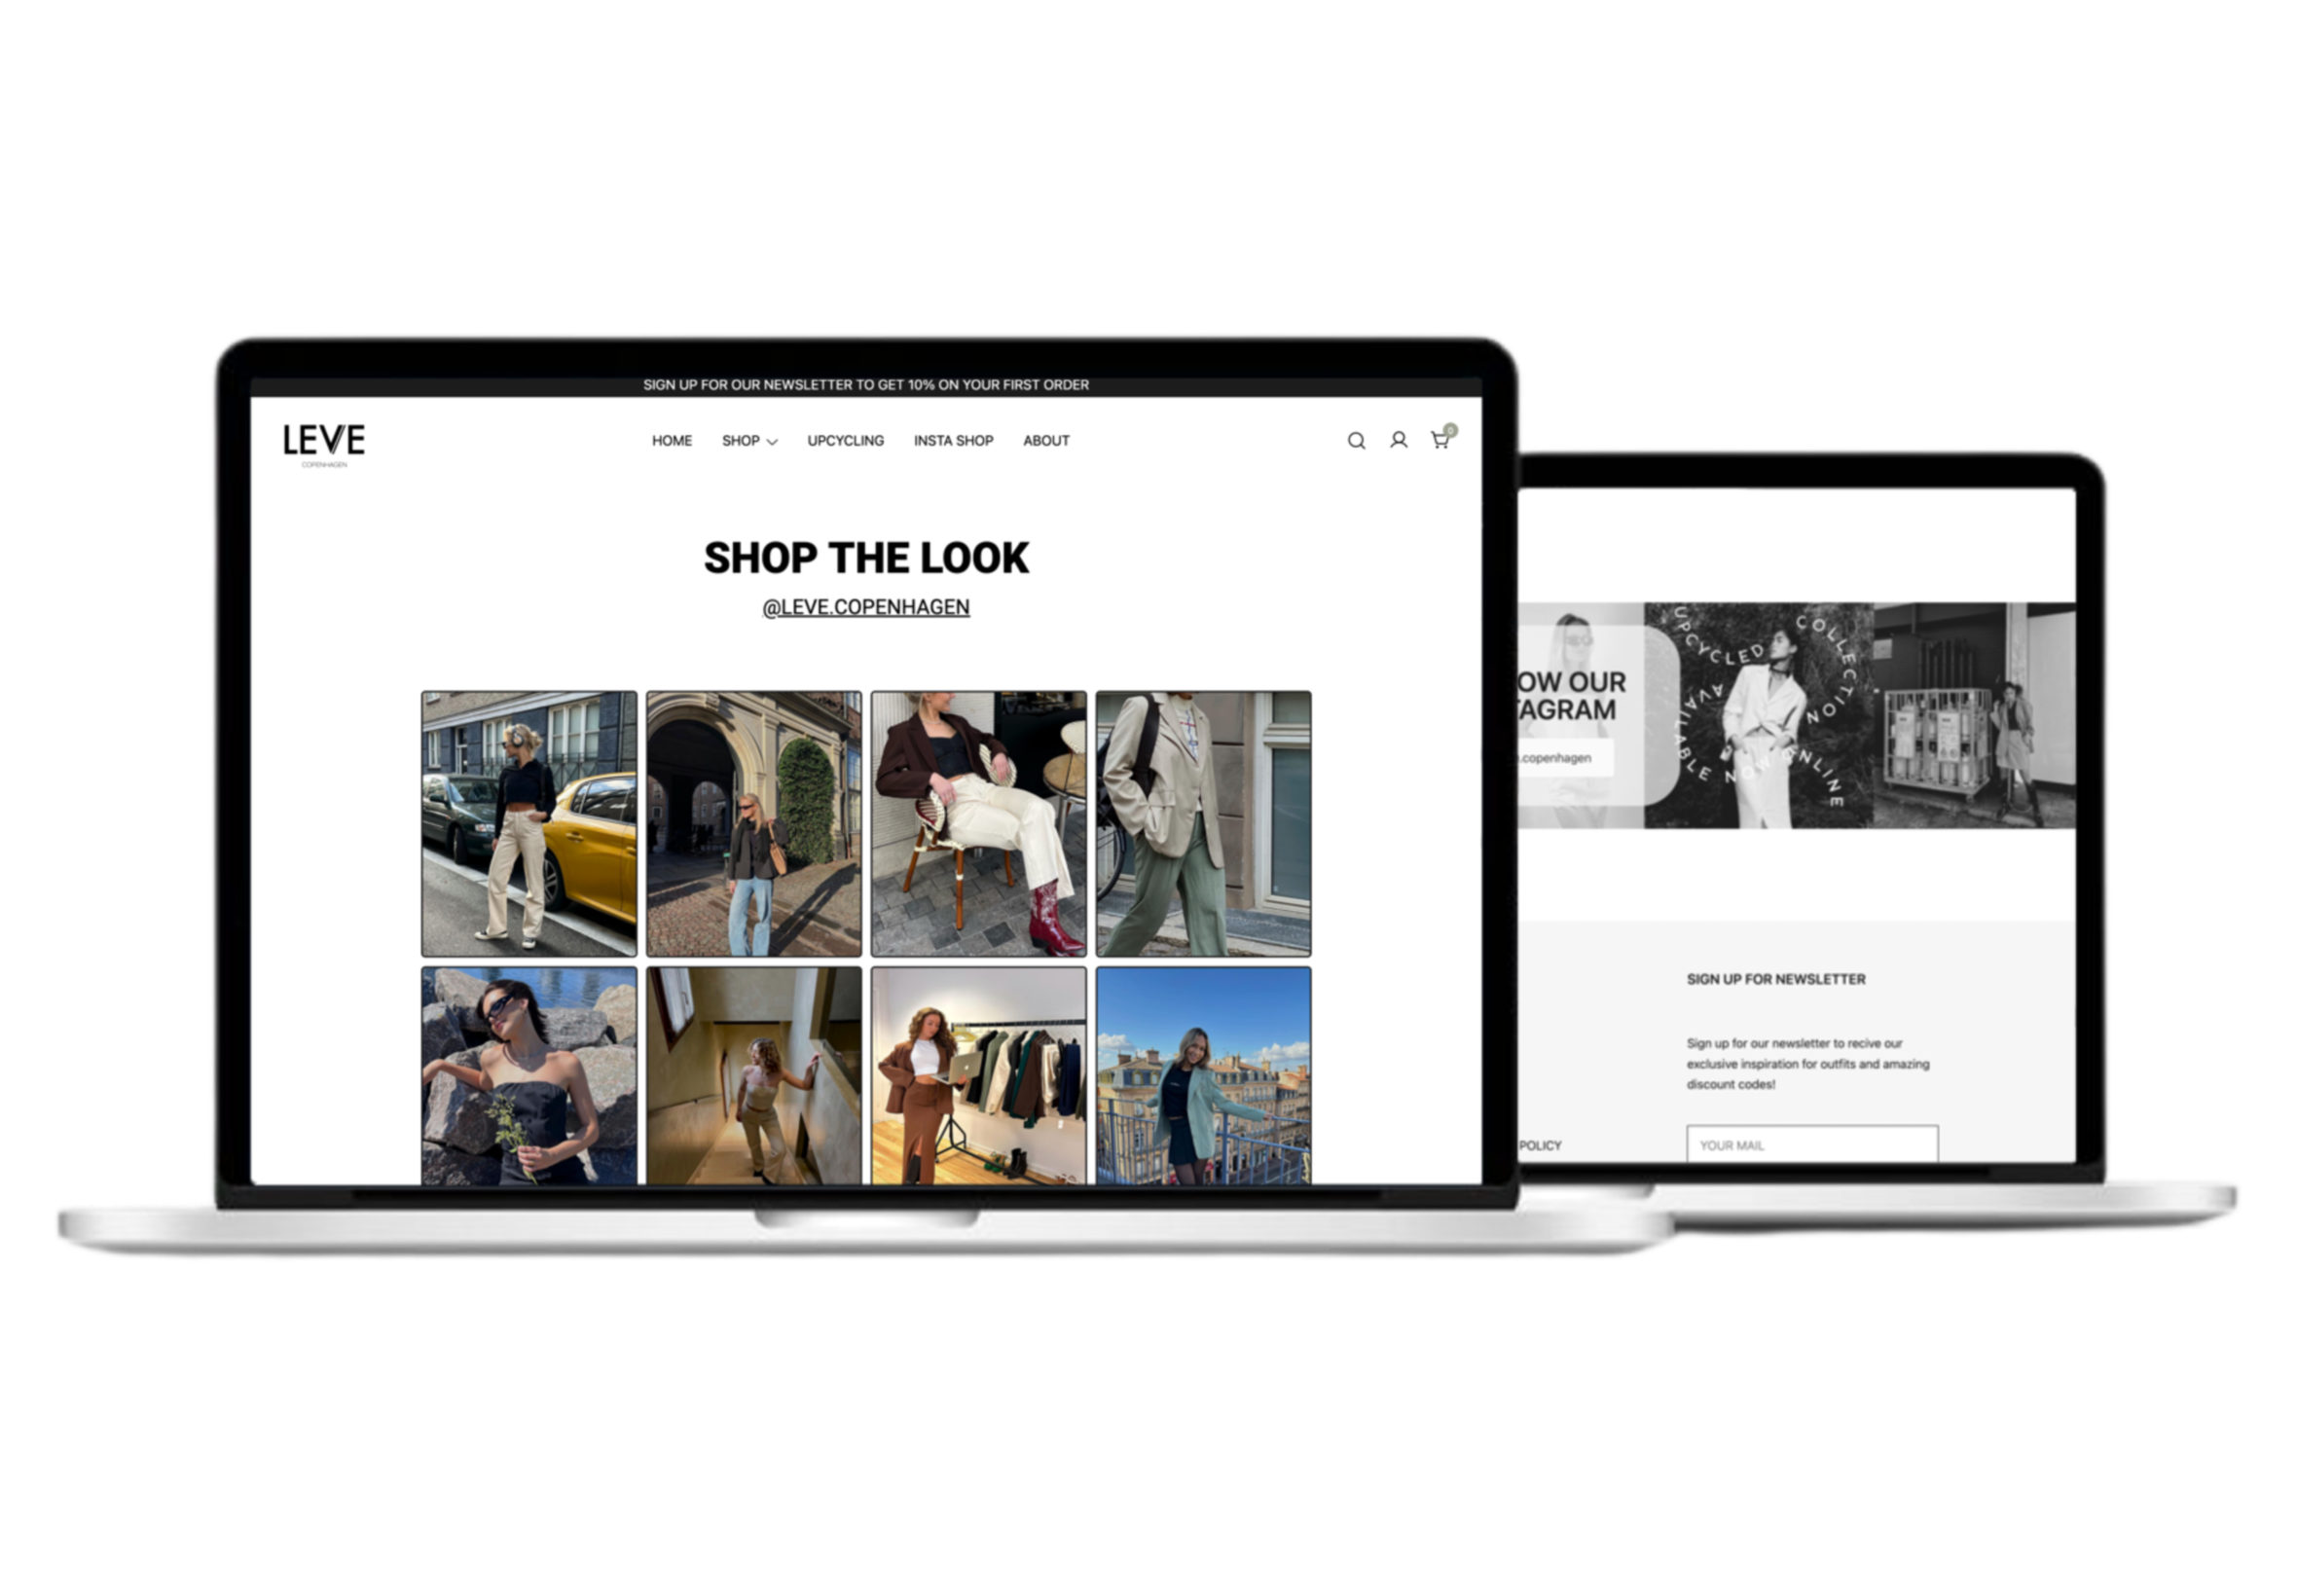 SIGN UP FOR OUR NEWSLETTER TO GET 10% ON YOUR FIRST ORDER
LEVE
COPENHAGEN
HOME SHOP UPCYCLING INSTA SHOP ABOUT
0
SHOP THE LOOK
@LEVE.COPENHAGEN
OW OUR
TAGRAM
.copenhagen
UPCYCLED COLLECTION
AVAILABLE NOW ONLINE
SIGN UP FOR NEWSLETTER
Sign up for our newsletter to recive our
exclusive inspiration for outfits and amazing
discount codes!
POLICY
YOUR MAIL